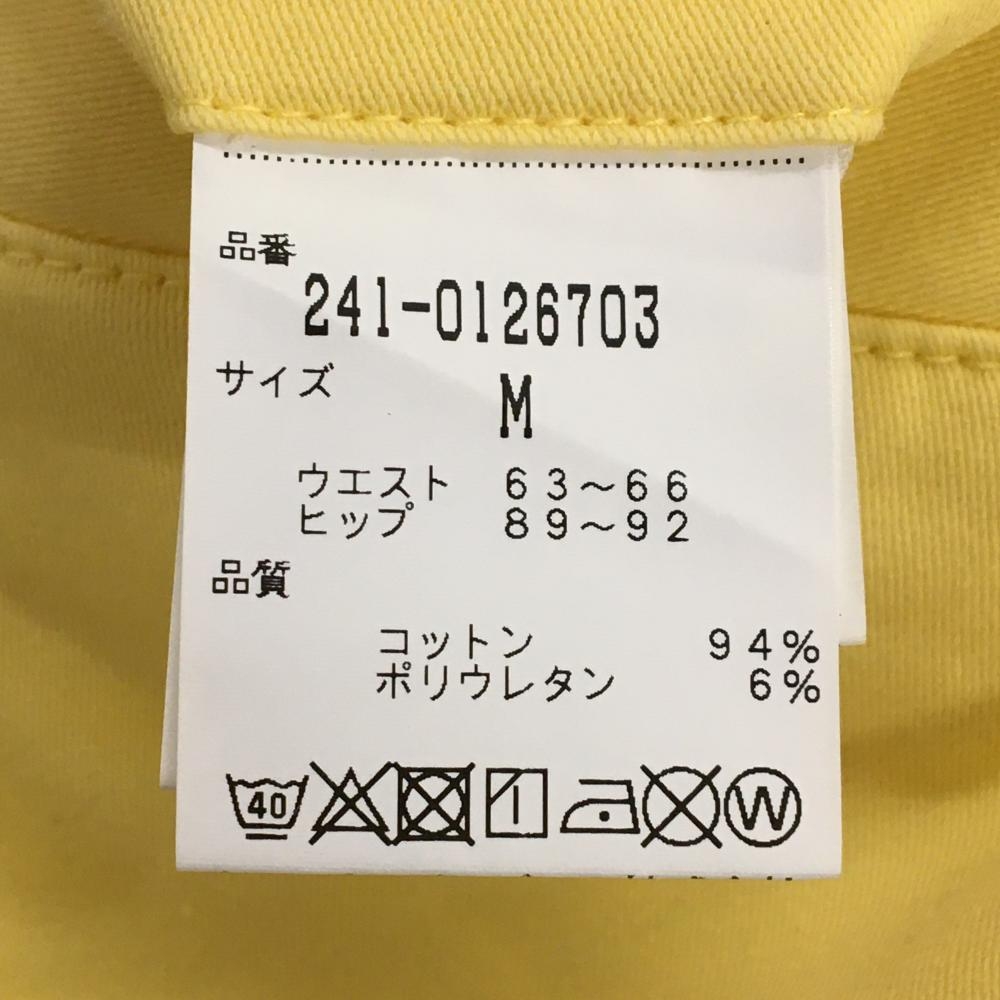 品番
241-0126703
サイズ
M
ウエスト 63～66
ヒップ 89～92
品質
コットン 94%
ポリウレタン 6%
40 W